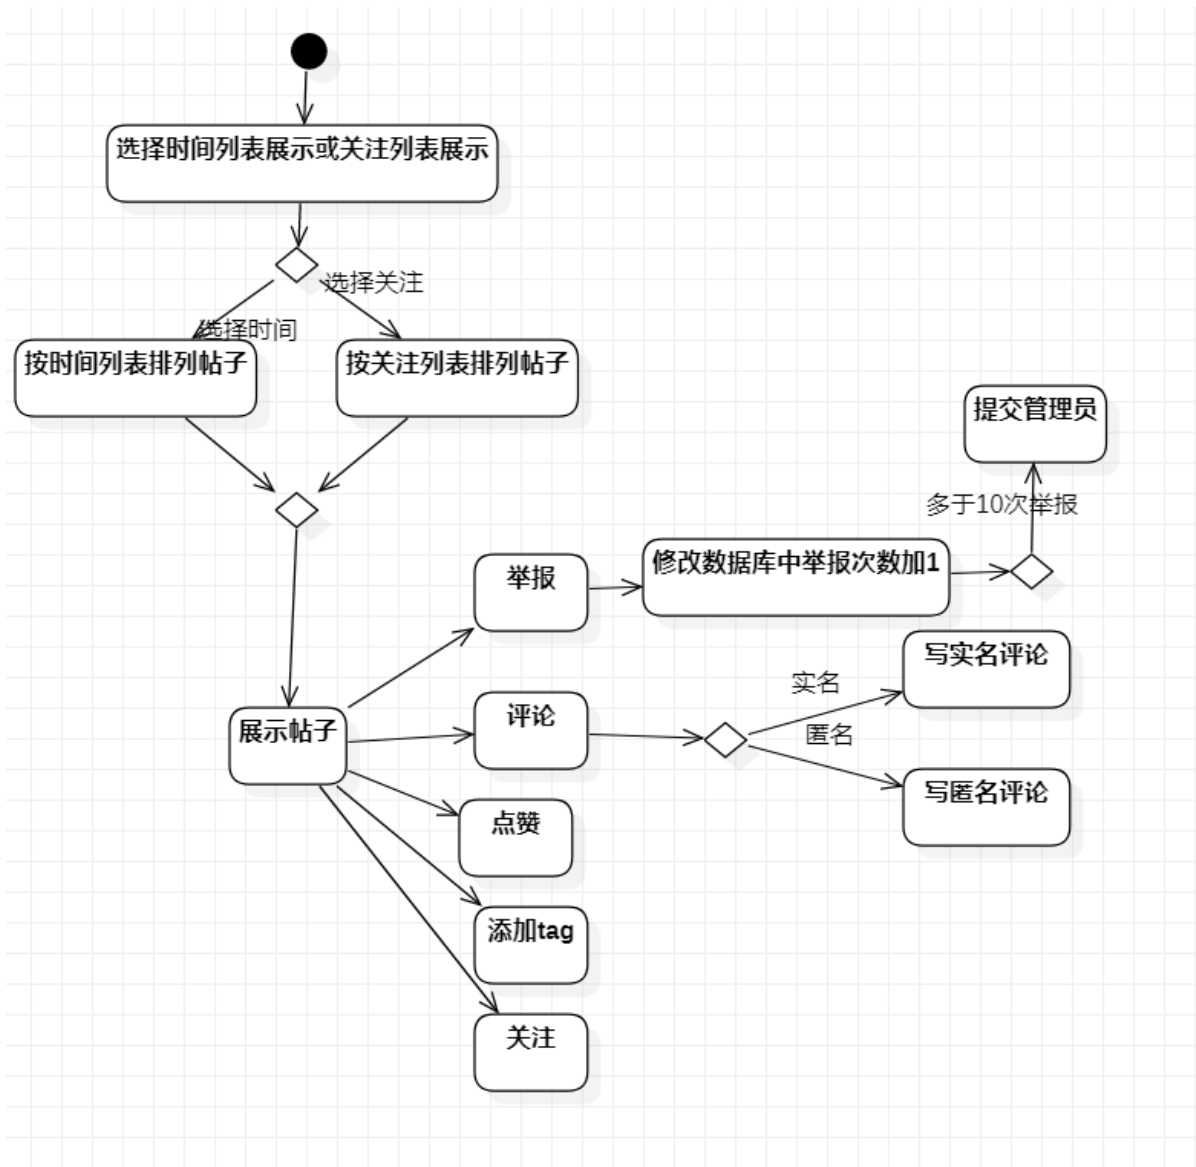 选择时间列表展示或关注列表展示
选择关注
选择时间
按时间列表排列帖子
按关注列表排列帖子
提交管理员
多于10次举报
举报
修改数据库中举报次数加1
写实名评论
实名
评论
展示帖子
匿名
写匿名评论
点赞
添加tag
关注